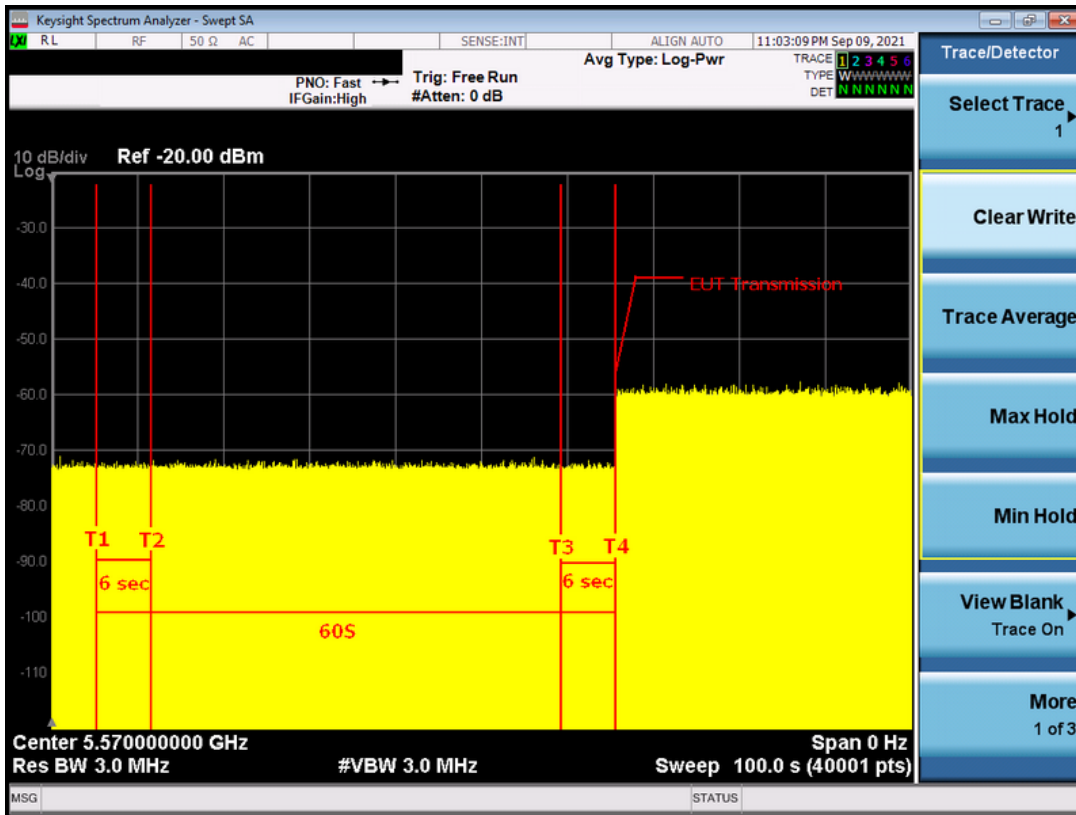 Keysight Spectrum Analyzer - Swept SA
LXI RL RF 50 Ω AC SENSE:INT ALIGN AUTO 11:03:09 PM Sep 09, 2021
PNO: Fast
IFGain:High
Trig: Free Run
#Atten: 0 dB
Avg Type: Log-Pwr
TRACE 1 2 3 4 5 6
TYPE WWWWWWW
DET N N N N N N
10 dB/div Ref -20.00 dBm
Log
-30.0
-40.0
-50.0
-60.0
-70.0
-80.0
-90.0
-100
-110
EUT Transmission
T1 T2 T3 T4
6 sec 6 sec
60S
Center 5.570000000 GHz Span 0 Hz
Res BW 3.0 MHz #VBW 3.0 MHz Sweep 100.0 s (40001 pts)
MSG STATUS
Trace/Detector
Select Trace
1
Clear Write
Trace Average
Max Hold
Min Hold
View Blank
Trace On
More
1 of 3